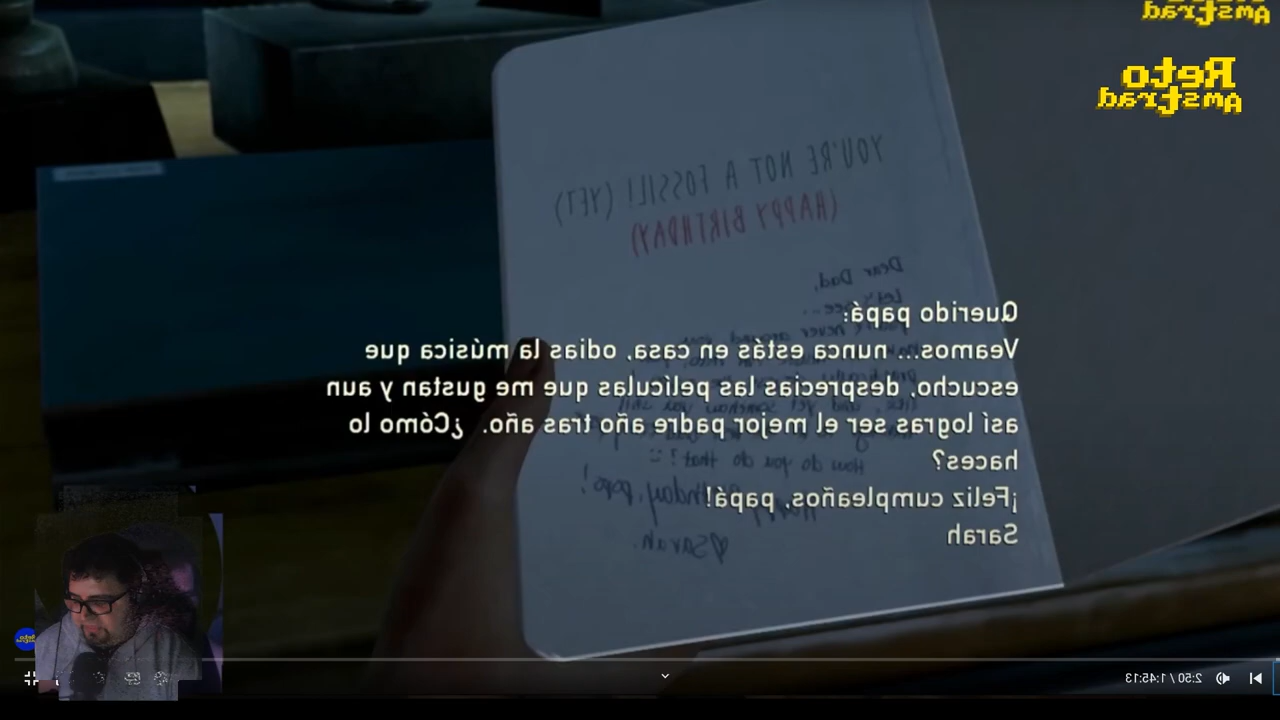 Amstrad
Reto
Amstrad
YOU'RE NOT A FOSSIL! (YET)
(HAPPY BIRTHDAY)
Dear Dad,
Let's see...
Querido papá:
Veamos... nunca estás en casa, odias la música que
escucho, desprecias las películas que me gustan y aun
así logras ser el mejor padre año tras año. ¿Cómo lo
haces?
¡Feliz cumpleaños, papá!
Sarah
How do you do that? :)
Sarah.
2:50 / 1:45:13